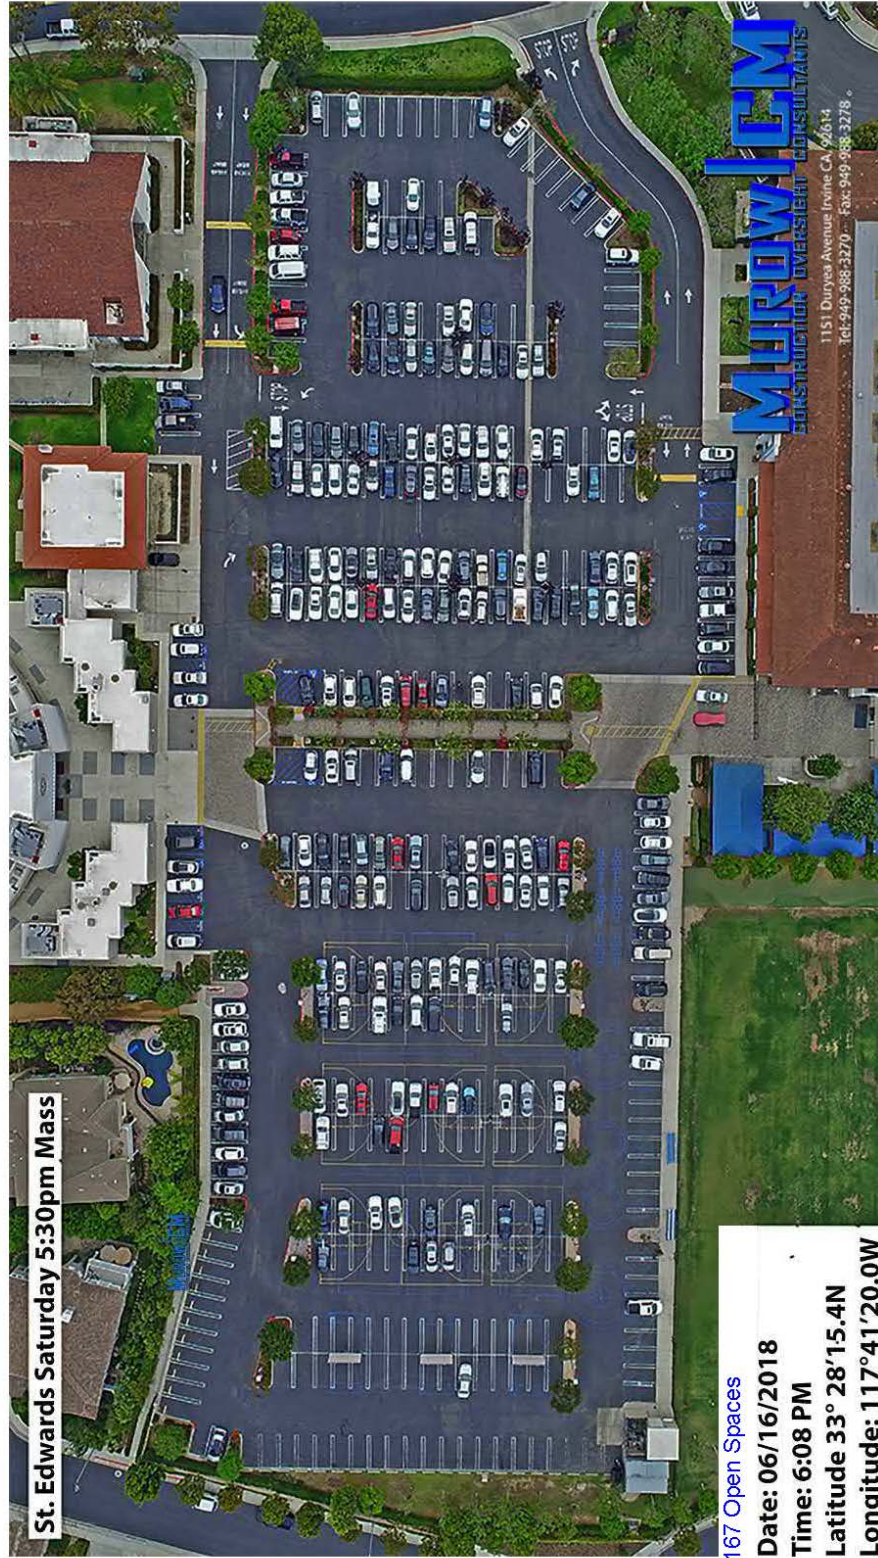 St. Edwards Saturday 5:30pm Mass
MUROW|CM
CONSTRUCTION OVERSIGHT CONSULTANTS
1151 Duryea Avenue Irvine CA, 92614
Tel:949-988-3270 Fax: 949-988-3278
167 Open Spaces
Date: 06/16/2018
Time: 6:08 PM
Latitude 33° 28'15.4N
Longitude: 117°41'20.0W
STOP
STOP
STOP
STOP